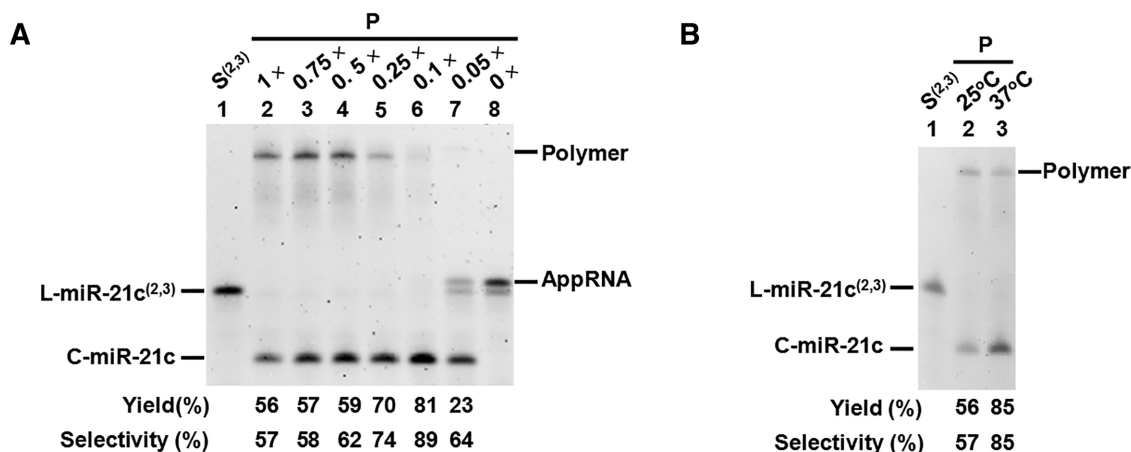 A
P
S(2,3) 1× 0.75× 0.5× 0.25× 0.1× 0.05× 0×
1 2 3 4 5 6 7 8
Polymer
AppRNA
L-miR-21c(2,3)
C-miR-21c
Yield(%) 56 57 59 70 81 23
Selectivity (%) 57 58 62 74 89 64
B
P
S(2,3) 25°C 37°C
1 2 3
Polymer
L-miR-21c(2,3)
C-miR-21c
Yield (%) 56 85
Selectivity (%) 57 85